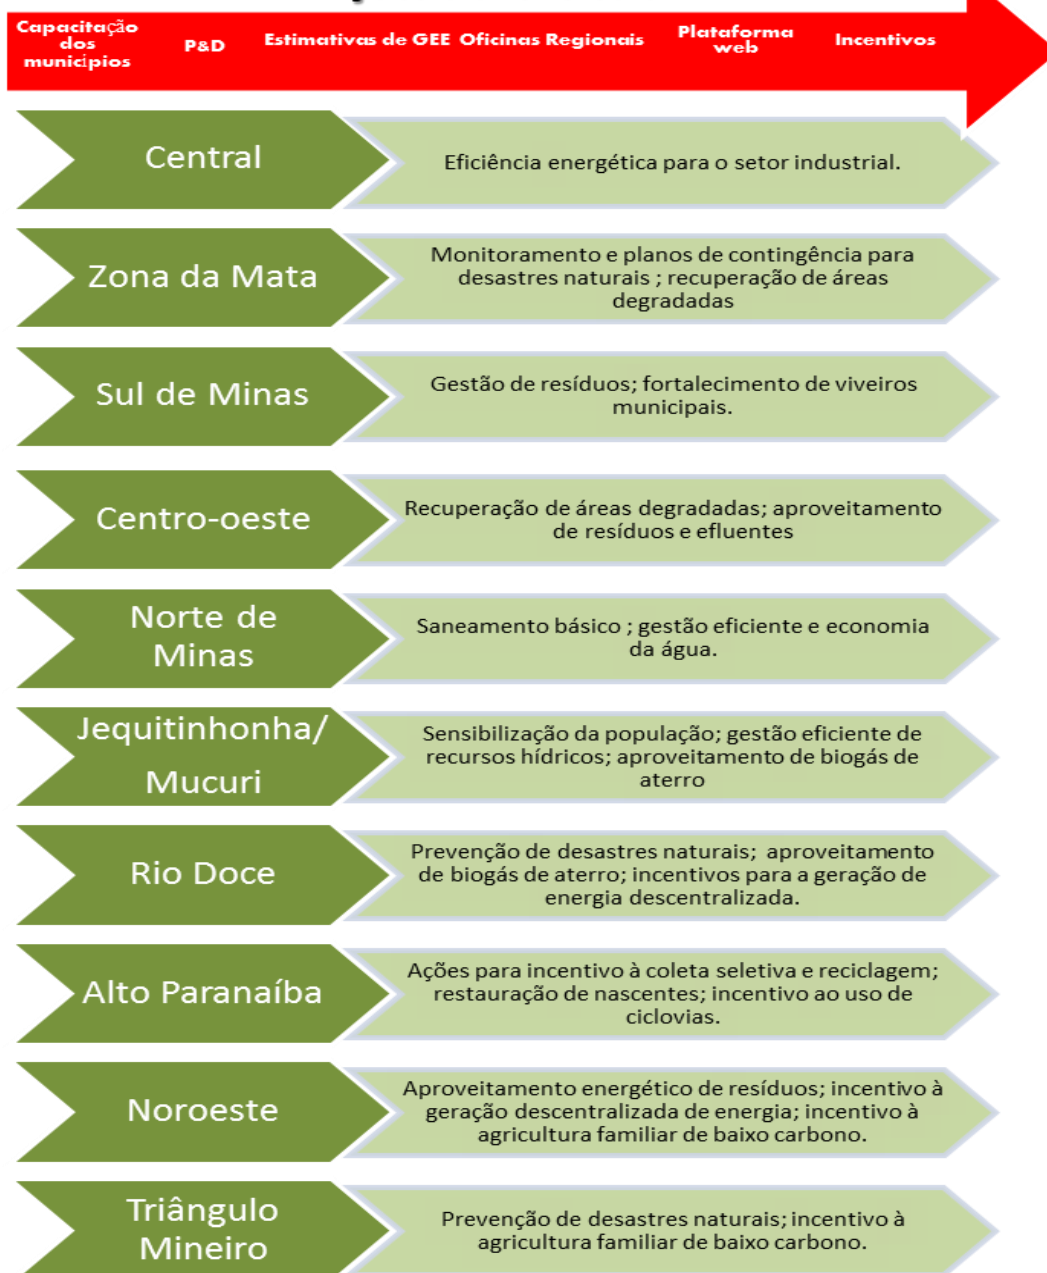 Capacitação
dos
municípios
P&D
Estimativas de GEE
Oficinas Regionais
Plataforma
web
Incentivos
Central
Eficiência energética para o setor industrial.
Zona da Mata
Monitoramento e planos de contingência para
desastres naturais ; recuperação de áreas
degradadas
Sul de Minas
Gestão de resíduos; fortalecimento de viveiros
municipais.
Centro-oeste
Recuperação de áreas degradadas; aproveitamento
de resíduos e efluentes
Norte de
Minas
Saneamento básico ; gestão eficiente e economia
da água.
Jequitinhonha/
Mucuri
Sensibilização da população; gestão eficiente de
recursos hídricos; aproveitamento de biogás de
aterro
Rio Doce
Prevenção de desastres naturais; aproveitamento
de biogás de aterro; incentivos para a geração de
energia descentralizada.
Alto Paranaíba
Ações para incentivo à coleta seletiva e reciclagem;
restauração de nascentes; incentivo ao uso de
ciclovias.
Noroeste
Aproveitamento energético de resíduos; incentivo à
geração descentralizada de energia; incentivo à
agricultura familiar de baixo carbono.
Triângulo
Mineiro
Prevenção de desastres naturais; incentivo à
agricultura familiar de baixo carbono.